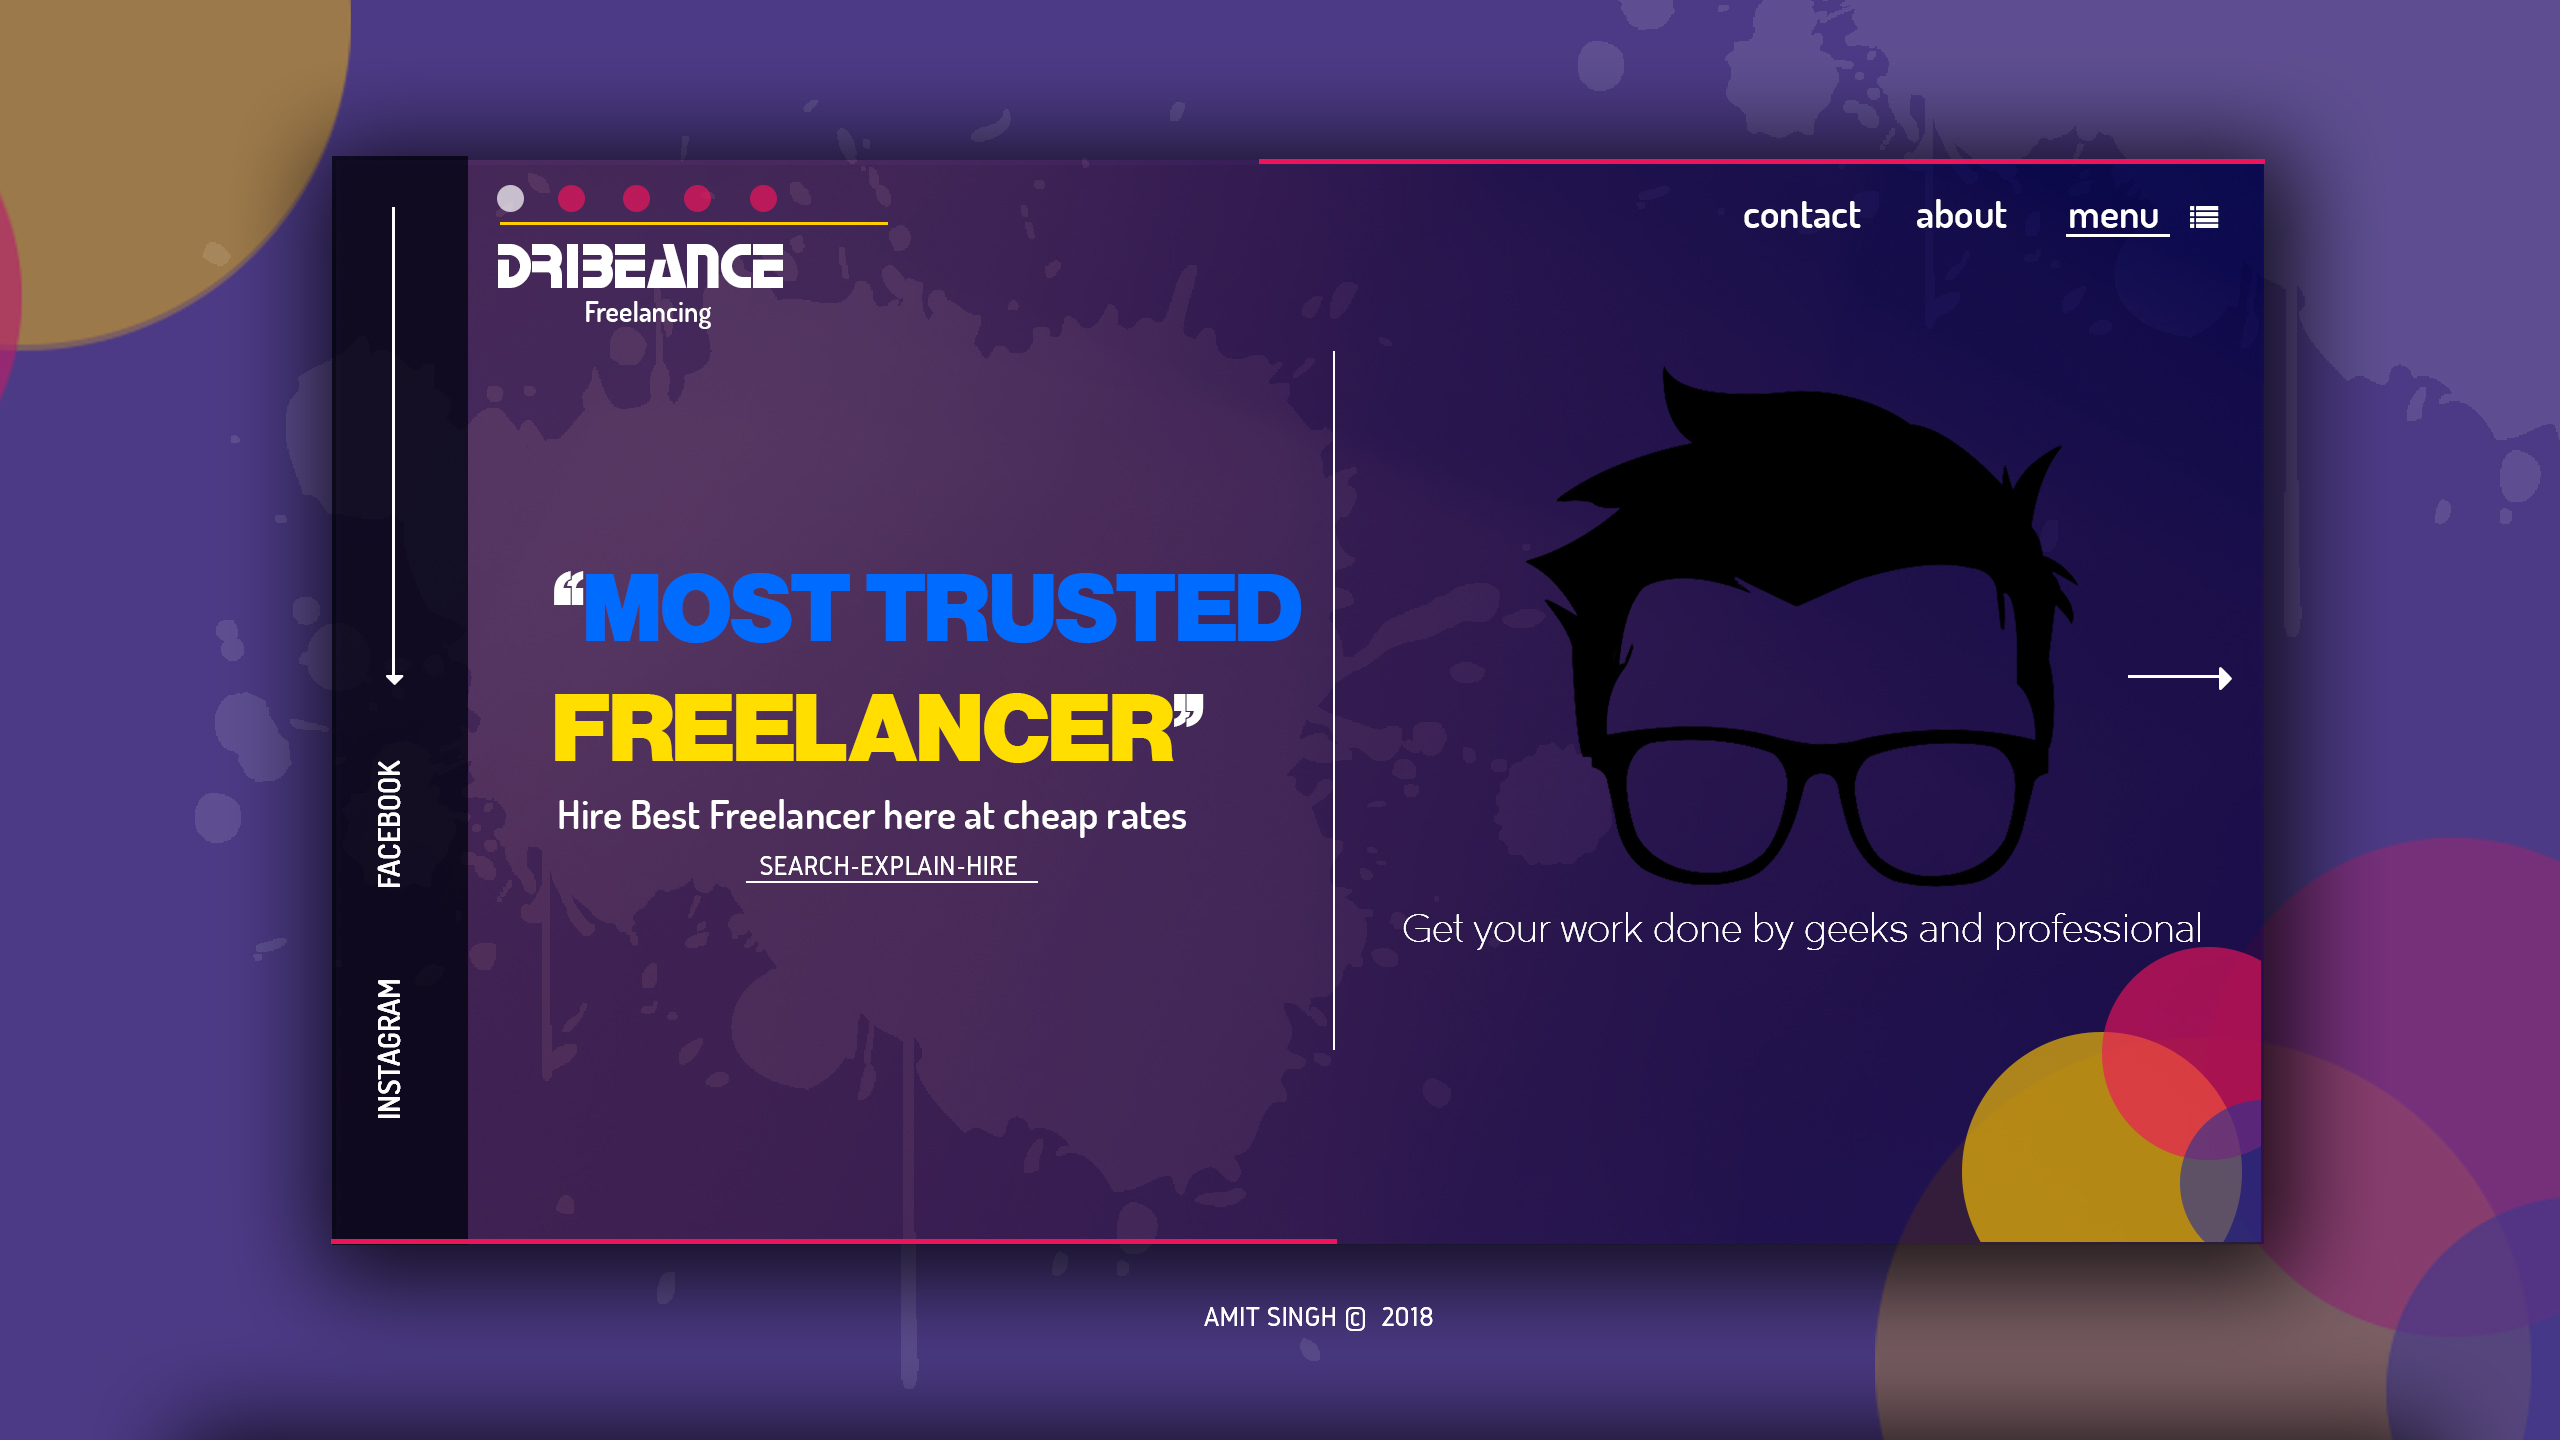 contact about menu
DRIBEANCE
Freelancing
“MOST TRUSTED
FREELANCER”
Hire Best Freelancer here at cheap rates
SEARCH-EXPLAIN-HIRE
Get your work done by geeks and professional
FACEBOOK
INSTAGRAM
AMIT SINGH © 2018